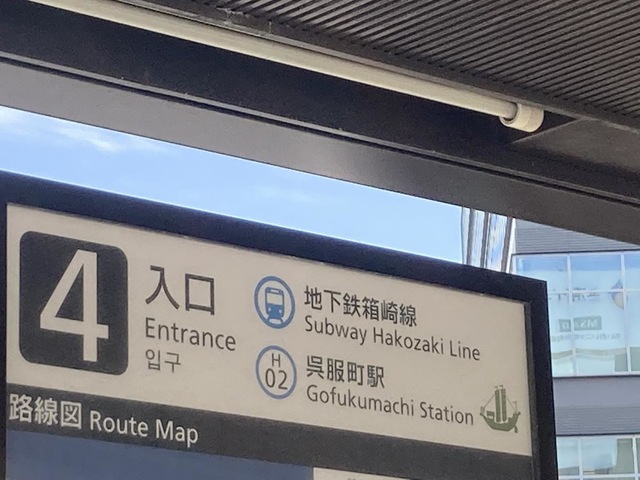 4
入口
Entrance
입구
地下鉄箱崎線
Subway Hakozaki Line
H
02
呉服町駅
Gofukumachi Station
路線図 Route Map